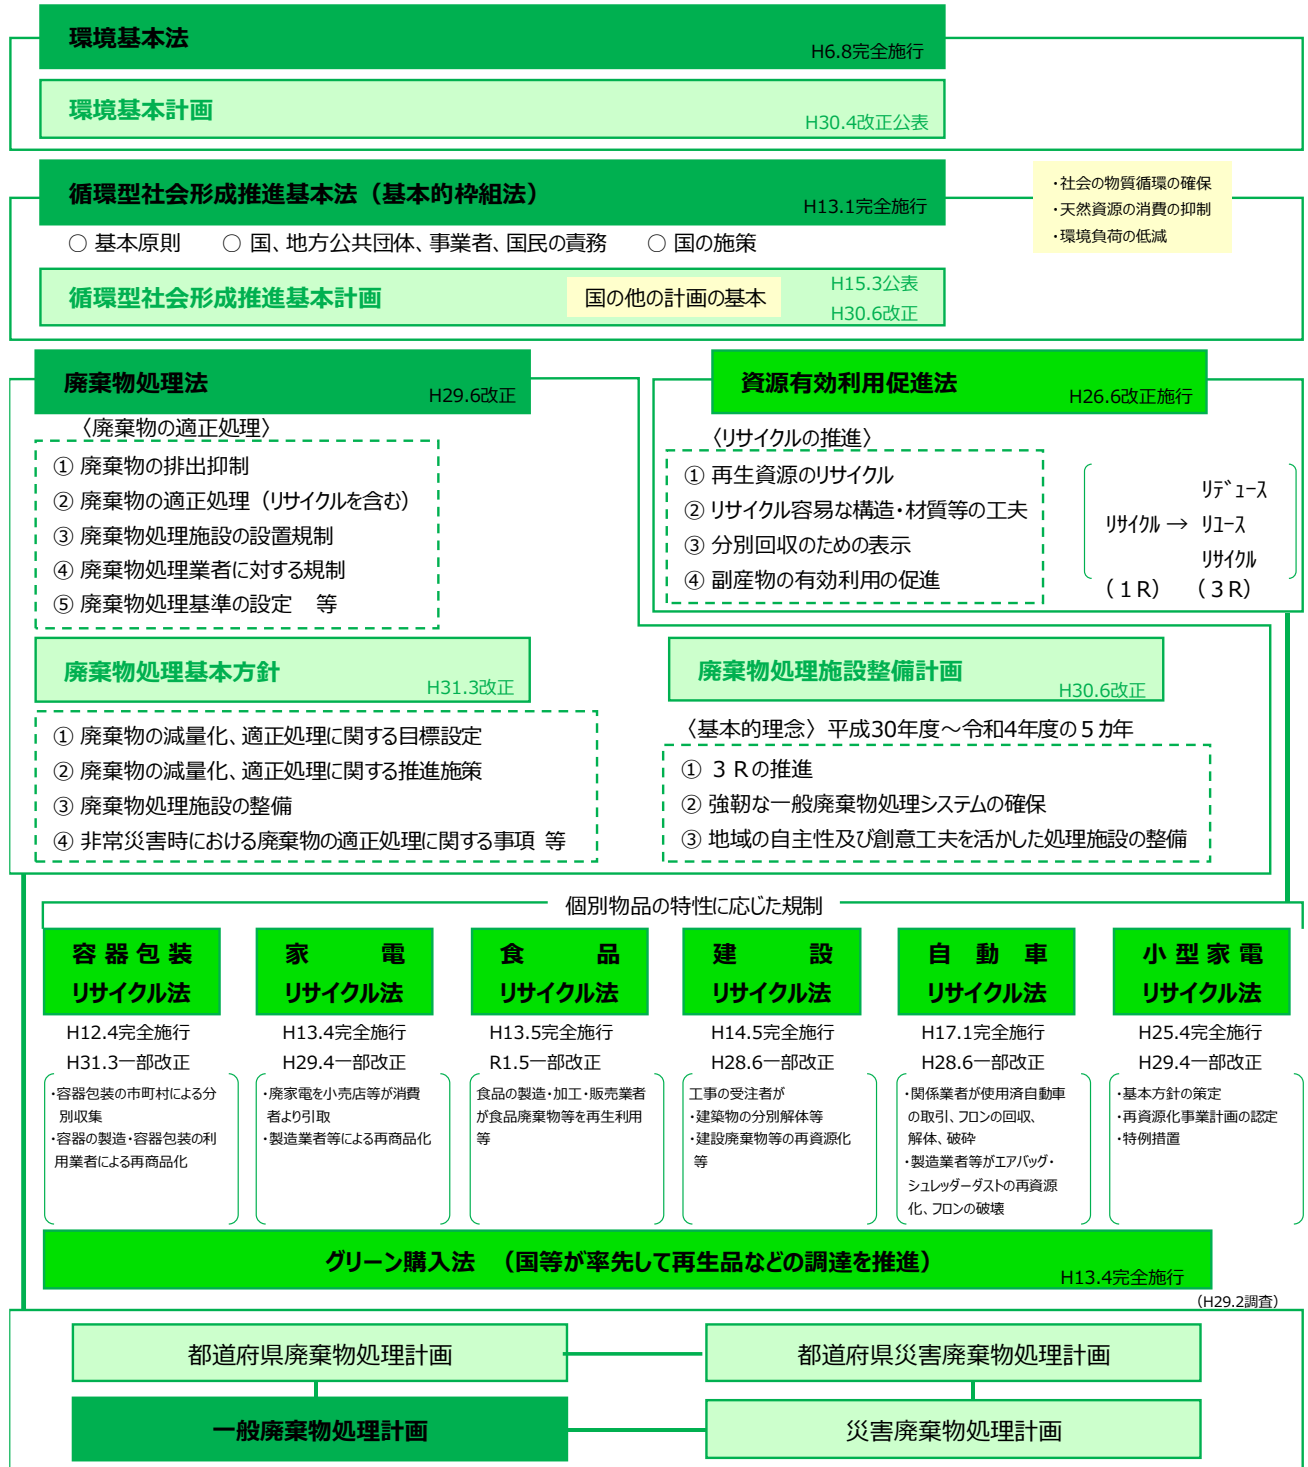 環境基本法
H6.8完全施行
環境基本計画
H30.4改正公表
循環型社会形成推進基本法（基本的枠組法）
H13.1完全施行
・社会の物質循環の確保
・天然資源の消費の抑制
・環境負荷の低減
○ 基本原則　○ 国、地方公共団体、事業者、国民の責務　○ 国の施策
循環型社会形成推進基本計画
国の他の計画の基本
H15.3公表
H30.6改正
廃棄物処理法
H29.6改正
〈廃棄物の適正処理〉
① 廃棄物の排出抑制
② 廃棄物の適正処理（リサイクルを含む）
③ 廃棄物処理施設の設置規制
④ 廃棄物処理業者に対する規制
⑤ 廃棄物処理基準の設定　等
資源有効利用促進法
H26.6改正施行
〈リサイクルの推進〉
① 再生資源のリサイクル
② リサイクル容易な構造・材質等の工夫
③ 分別回収のための表示
④ 副産物の有効利用の促進
リデュース
リサイクル → リユース
リサイクル
（１R）　（３R）
廃棄物処理基本方針
H31.3改正
① 廃棄物の減量化、適正処理に関する目標設定
② 廃棄物の減量化、適正処理に関する推進施策
③ 廃棄物処理施設の整備
④ 非常災害時における廃棄物の適正処理に関する事項 等
廃棄物処理施設整備計画
H30.6改正
〈基本的理念〉平成30年度～令和4年度の５カ年
① ３Ｒの推進
② 強靭な一般廃棄物処理システムの確保
③ 地域の自主性及び創意工夫を活かした処理施設の整備
個別物品の特性に応じた規制
容器包装
リサイクル法
H12.4完全施行
H31.3一部改正
・容器包装の市町村による分
別収集
・容器の製造・容器包装の利
用業者による再商品化
家　電
リサイクル法
H13.4完全施行
H29.4一部改正
・廃家電を小売店等が消費
者より引取
・製造業者等による再商品化
食　品
リサイクル法
H13.5完全施行
R1.5一部改正
食品の製造・加工・販売業者
が食品廃棄物等を再生利用
等
建　設
リサイクル法
H14.5完全施行
H28.6一部改正
工事の受注者が
・建築物の分別解体等
・建設廃棄物等の再資源化
等
自 動 車
リサイクル法
H17.1完全施行
H28.6一部改正
・関係業者が使用済自動車
の取引、フロンの回収、
解体、破砕
・製造業者等がエアバッグ・
シュレッダーダストの再資源
化、フロンの破壊
小型家電
リサイクル法
H25.4完全施行
H29.4一部改正
・基本方針の策定
・再資源化事業計画の認定
・特例措置
グリーン購入法　（国等が率先して再生品などの調達を推進）
H13.4完全施行
（H29.2調査）
都道府県廃棄物処理計画
都道府県災害廃棄物処理計画
一般廃棄物処理計画
災害廃棄物処理計画